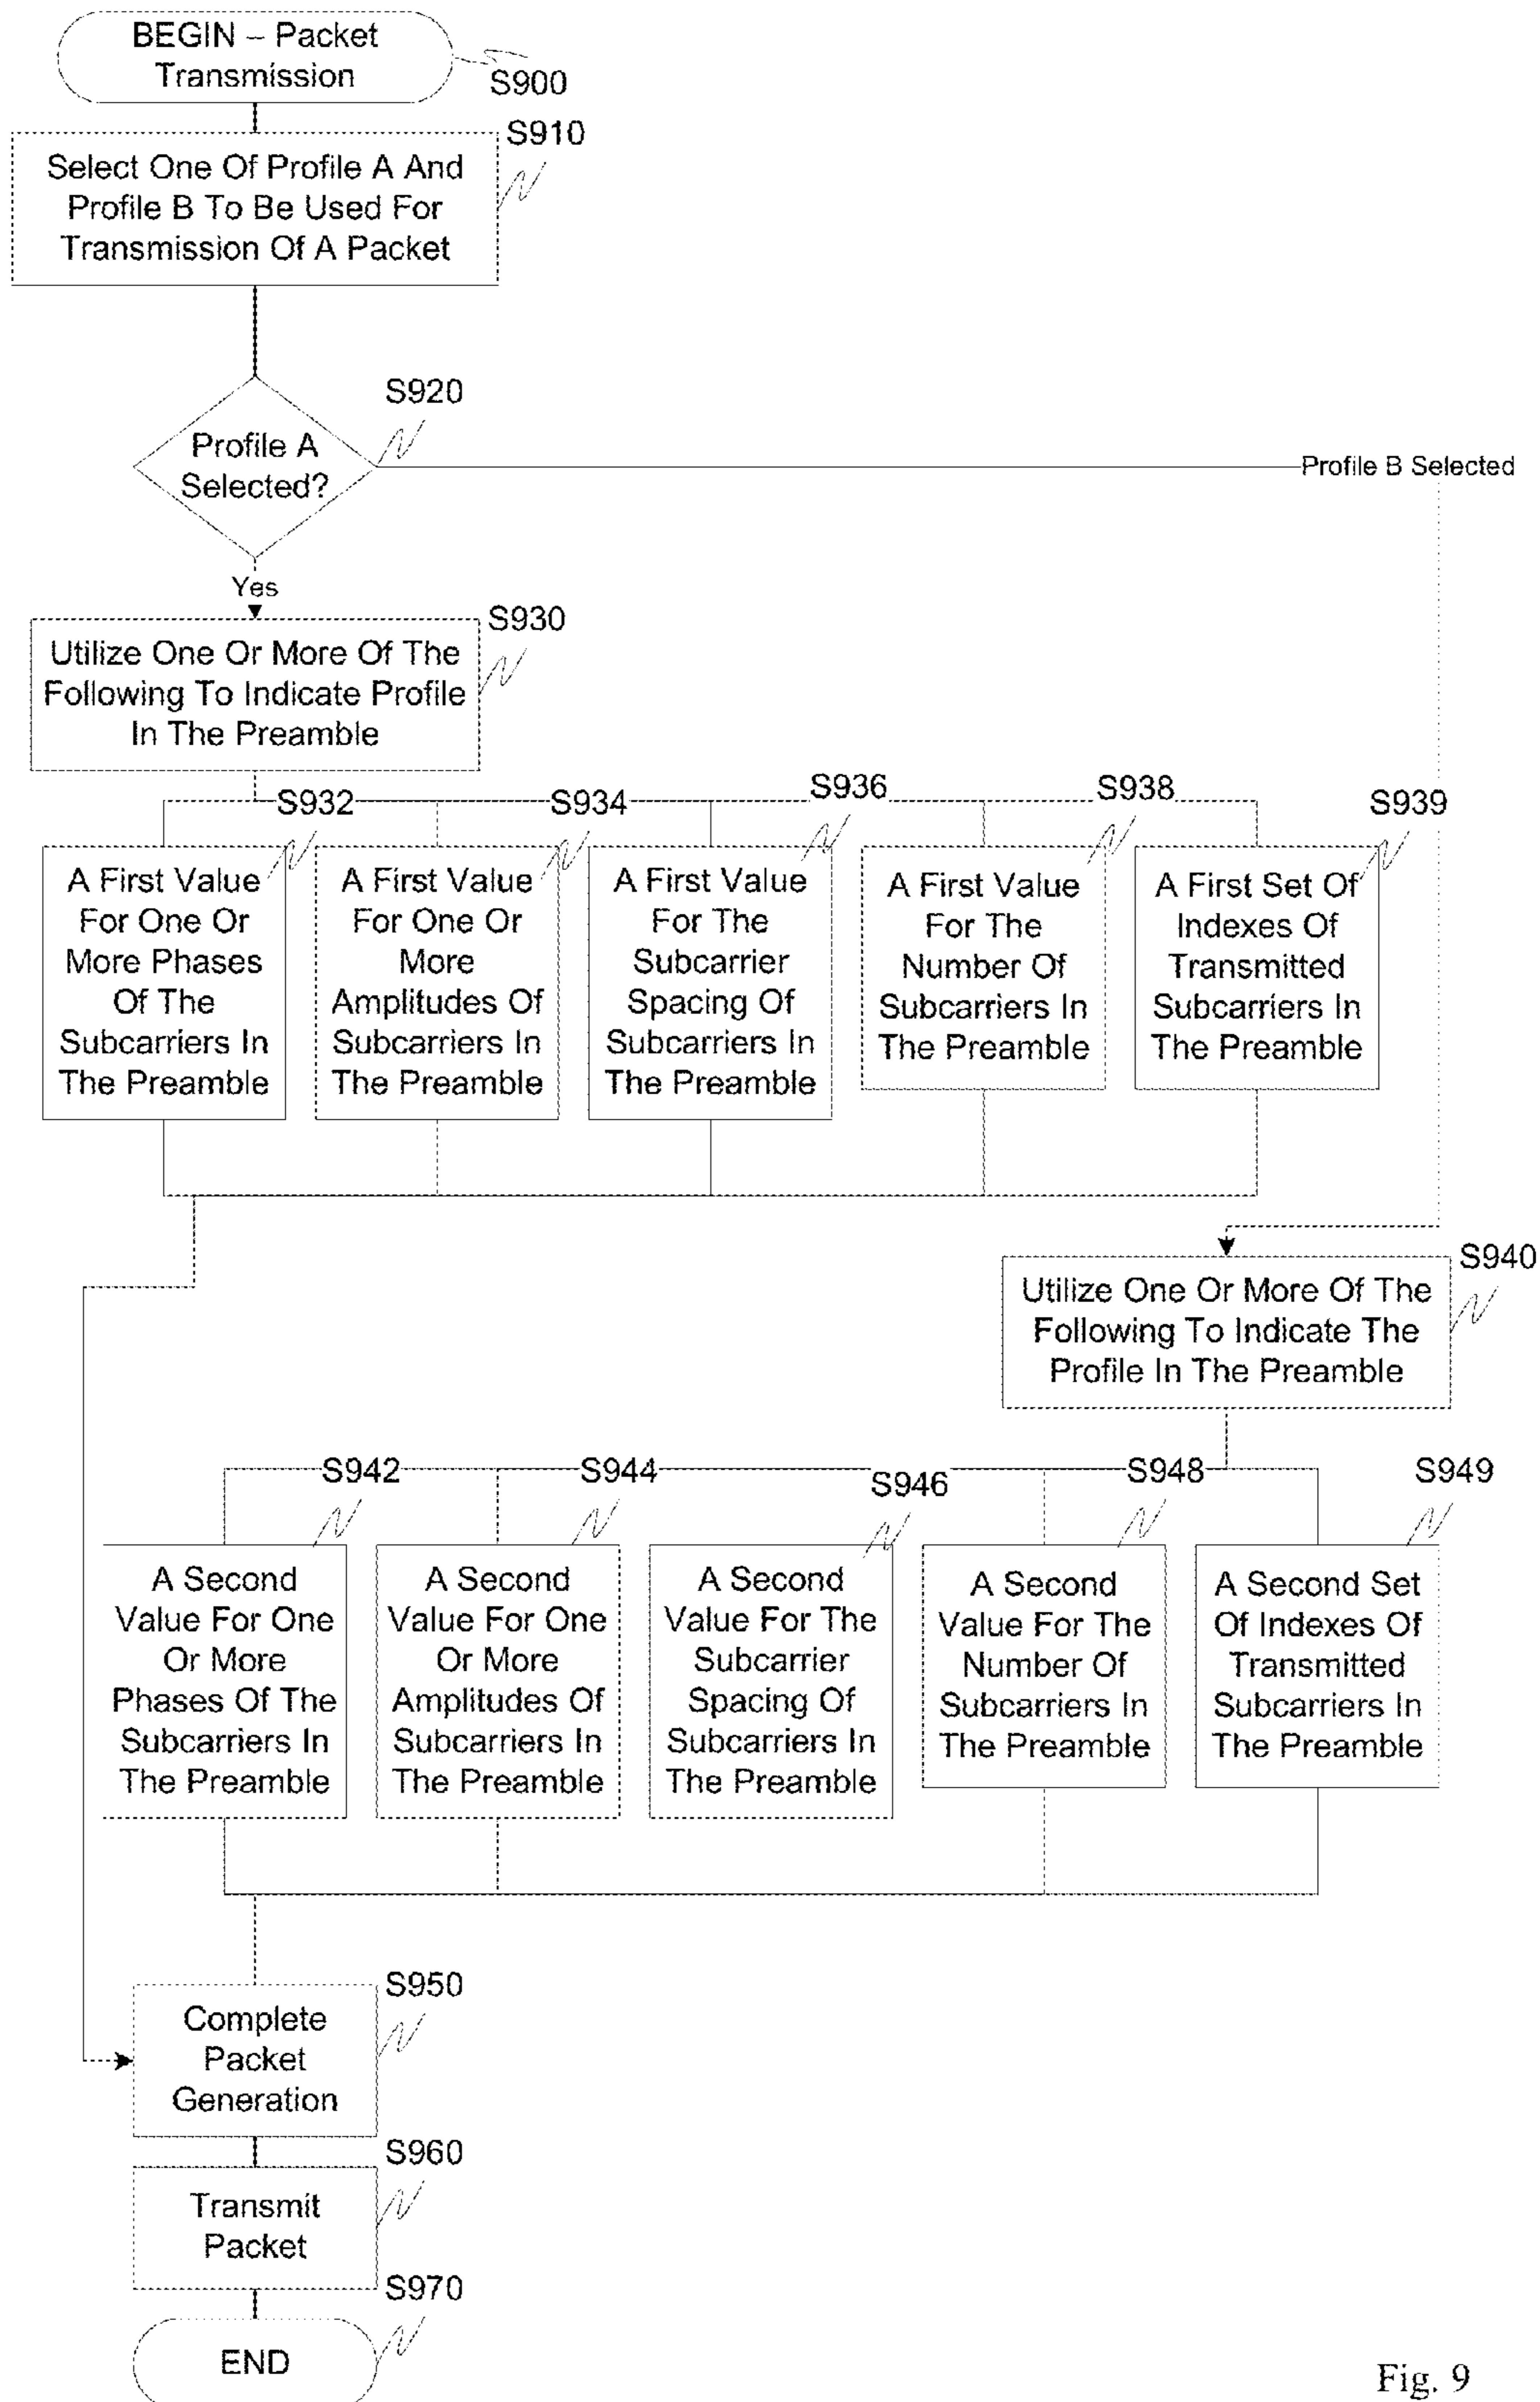 BEGIN – Packet
Transmission
S900
S910
Select One Of Profile A And
Profile B To Be Used For
Transmission Of A Packet
S920
Profile A
Selected?
Profile B Selected
Yes
S930
Utilize One Or More Of The
Following To Indicate Profile
In The Preamble
S932
A First Value
For One Or
More Phases
Of The
Subcarriers In
The Preamble
S934
A First Value
For One Or
More
Amplitudes Of
Subcarriers In
The Preamble
S936
A First Value
For The
Subcarrier
Spacing Of
Subcarriers In
The Preamble
S938
A First Value
For The
Number Of
Subcarriers In
The Preamble
S939
A First Set Of
Indexes Of
Transmitted
Subcarriers In
The Preamble
S940
Utilize One Or More Of The
Following To Indicate The
Profile In The Preamble
S942
A Second
Value For One
Or More
Phases Of The
Subcarriers In
The Preamble
S944
A Second
Value For One
Or More
Amplitudes Of
Subcarriers In
The Preamble
S946
A Second
Value For The
Subcarrier
Spacing Of
Subcarriers In
The Preamble
S948
A Second
Value For The
Number Of
Subcarriers In
The Preamble
S949
A Second Set
Of Indexes Of
Transmitted
Subcarriers In
The Preamble
S950
Complete
Packet
Generation
S960
Transmit
Packet
S970
END
Fig. 9